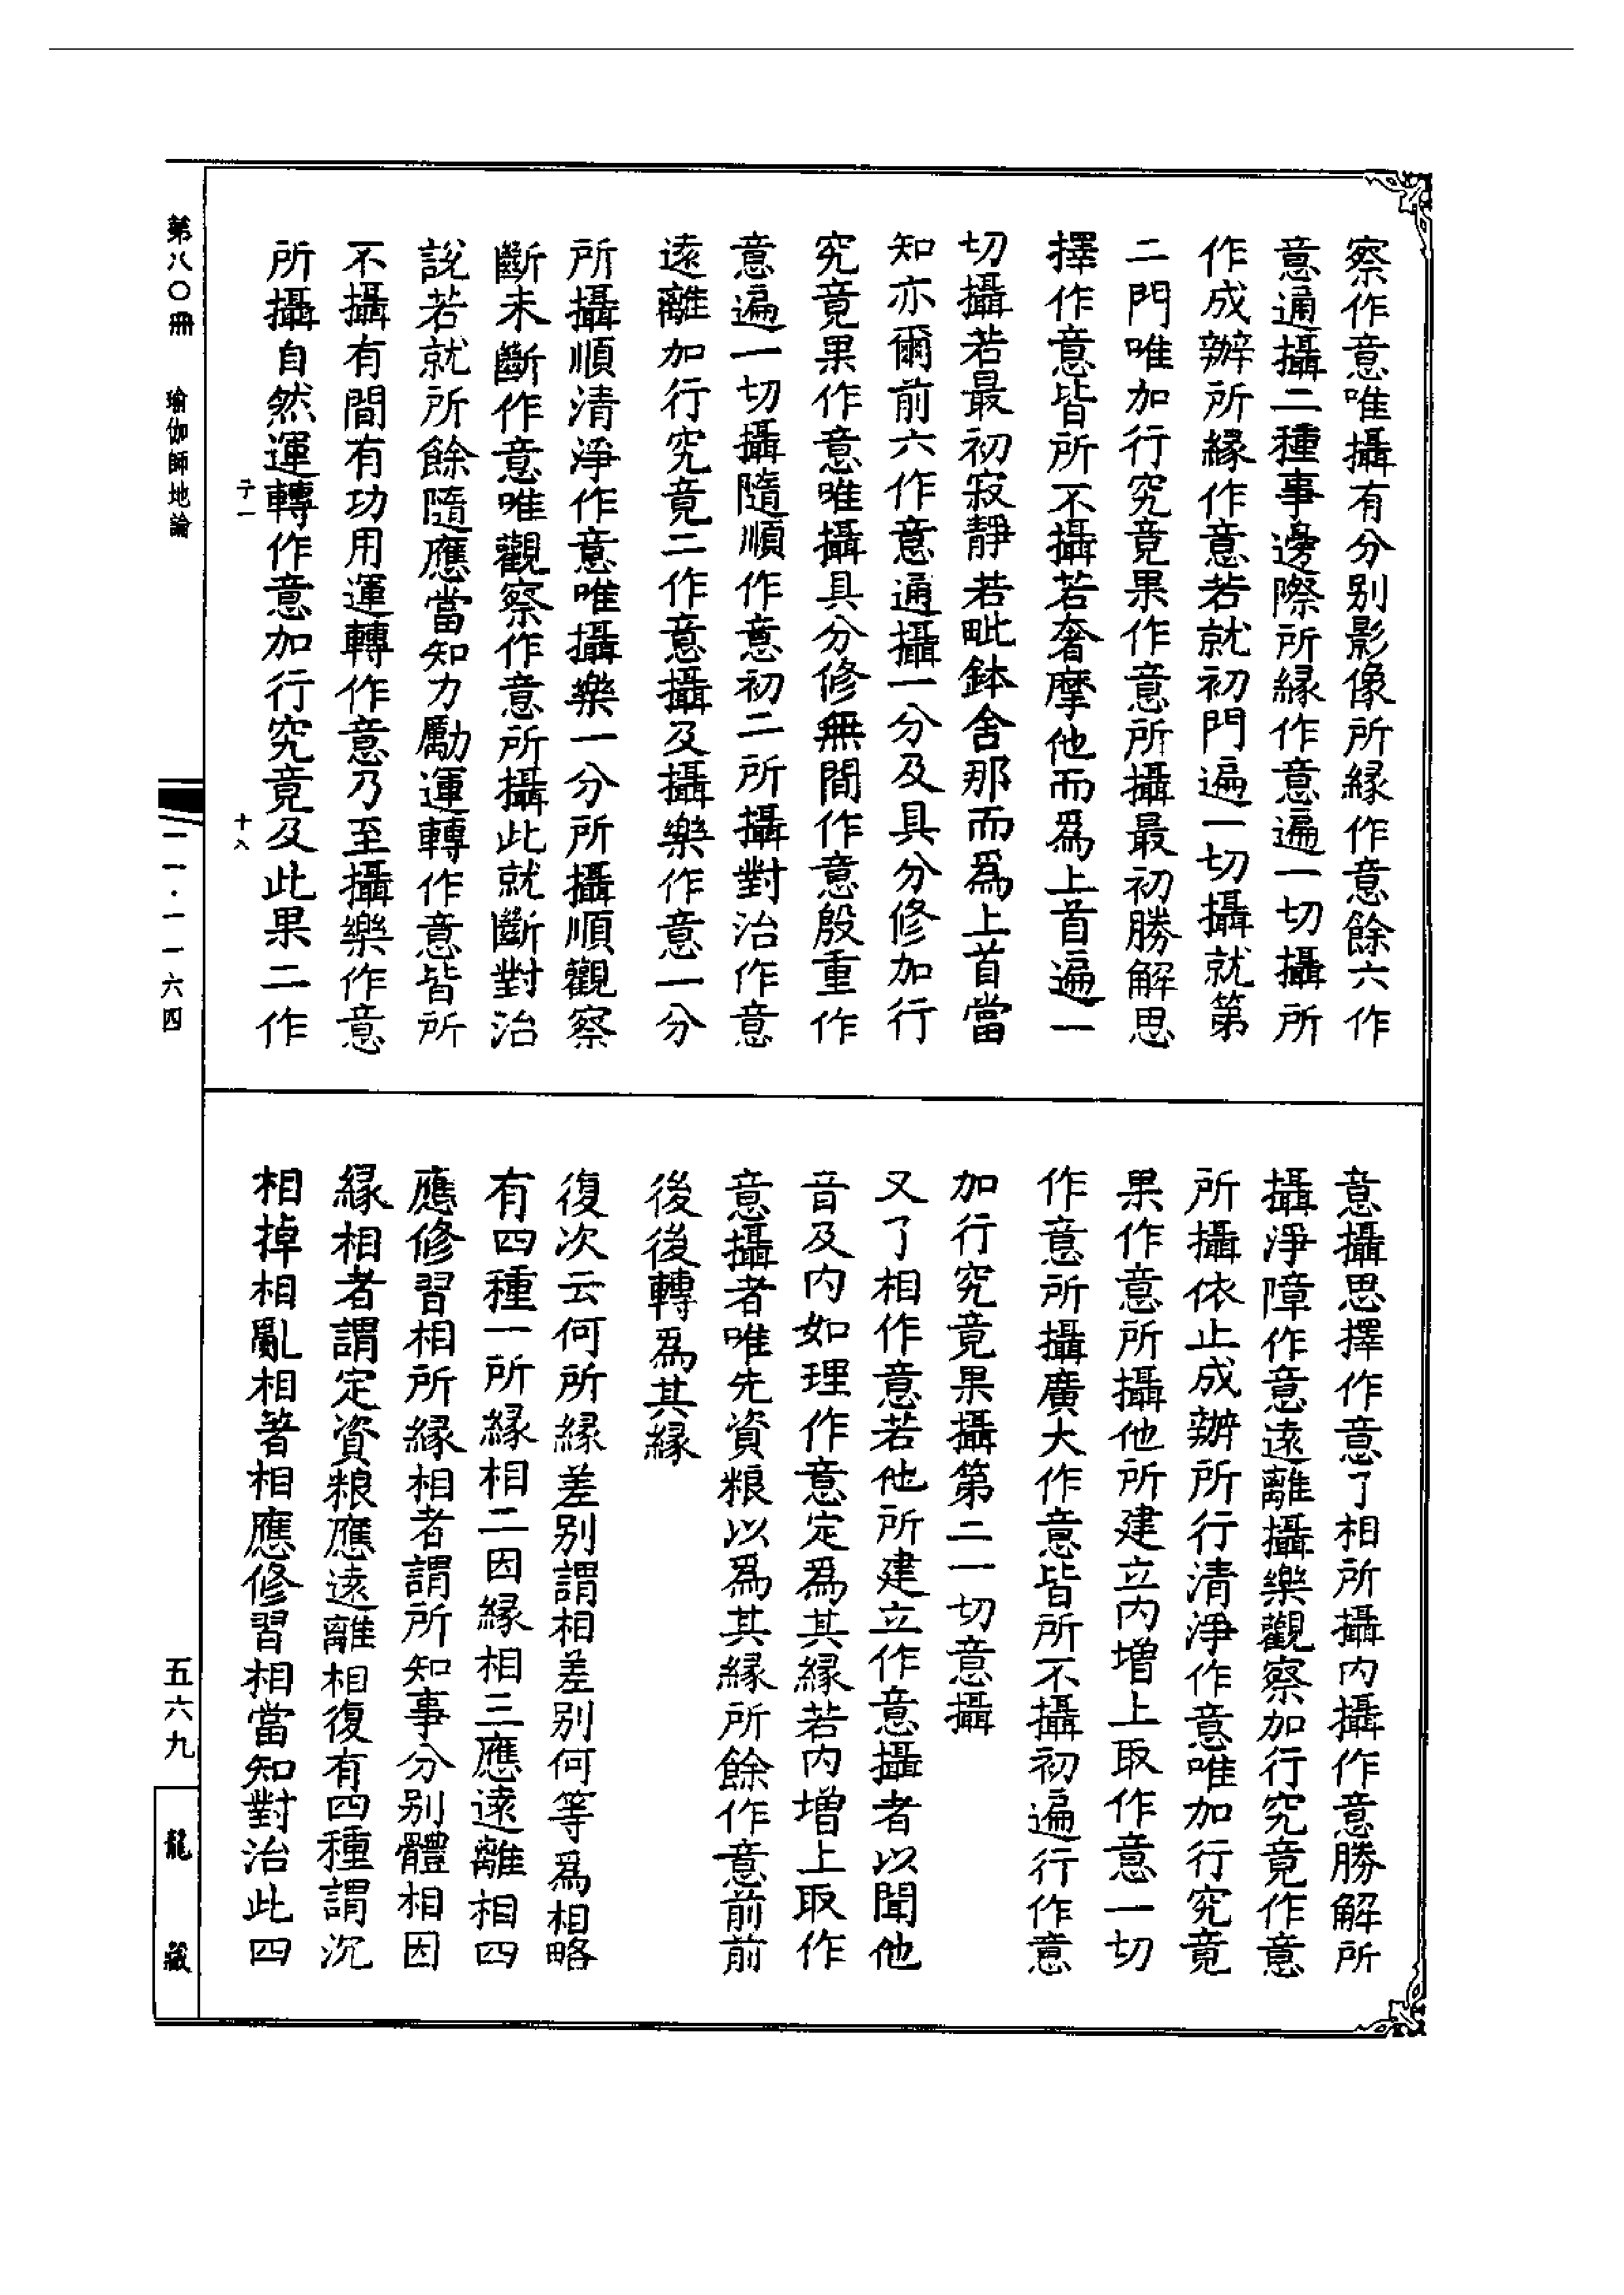 察作意唯攝有分别影像所緣作意餘六作
意通攝二種事邊際所緣作意遍一切攝所
作成辦所緣作意若就初門遍一切攝就第
二門唯加行究竟果作意所攝最初勝解思
擇作意皆所不攝若奢摩他而爲上首遍一
切攝若最初寂靜若毗鉢舍那而爲上首當
知亦爾前六作意通攝一分及具分修加行
究竟果作意唯攝具分修無間作意殷重作
意遍一切攝隨順作意初二所攝對治作意
遠離加行究竟二作意攝及攝樂作意一分
所攝順清淨作意唯攝樂一分所攝順觀察
斷未斷作意唯觀察作意所攝此就斷對治
説若就所餘隨應當知力勵運轉作意皆所
不攝有間有功用運轉作意乃至攝樂作意
所攝自然運轉作意加行究竟及此果二作
意攝思擇作意了相所攝内攝作意勝解所
攝淨障作意遠離攝樂觀察加行究竟作意
所攝依止成辦所行清淨作意唯加行究竟
果作意所攝他所建立内增上取作意一切
作意所攝廣大作意皆所不攝初遍行作意
加行究竟果攝第二一切意攝
又了相作意若他所建立作意攝者以聞他
音及内如理作意定爲其緣若内增上取作
意攝者唯先資粮以爲其緣所餘作意前前
後後轉爲其緣
復次云何所緣差别謂相差别何等爲相略
有四種一所緣相二因緣相三應遠離相四
應修習相所緣相者謂所知事分别體相因
緣相者謂定資粮應遠離相復有四種謂沉
相掉相亂相著相應修習相當知對治此四
第八〇冊 瑜伽師地論
一一·一一六四
五六九
龍藏
十八